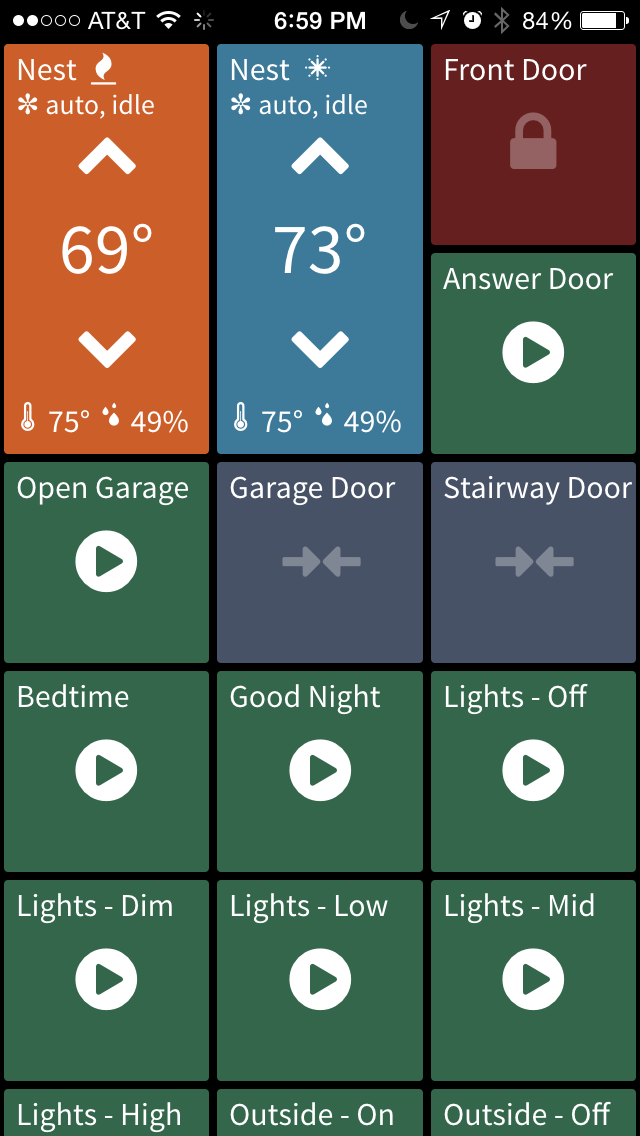 AT&T 6:59 PM 84%
Nest
auto, idle
69°
75° 49%
Nest
auto, idle
73°
75° 49%
Front Door
Answer Door
Open Garage
Garage Door
Stairway Door
Bedtime
Good Night
Lights - Off
Lights - Dim
Lights - Low
Lights - Mid
Lights - High
Outside - On
Outside - Off